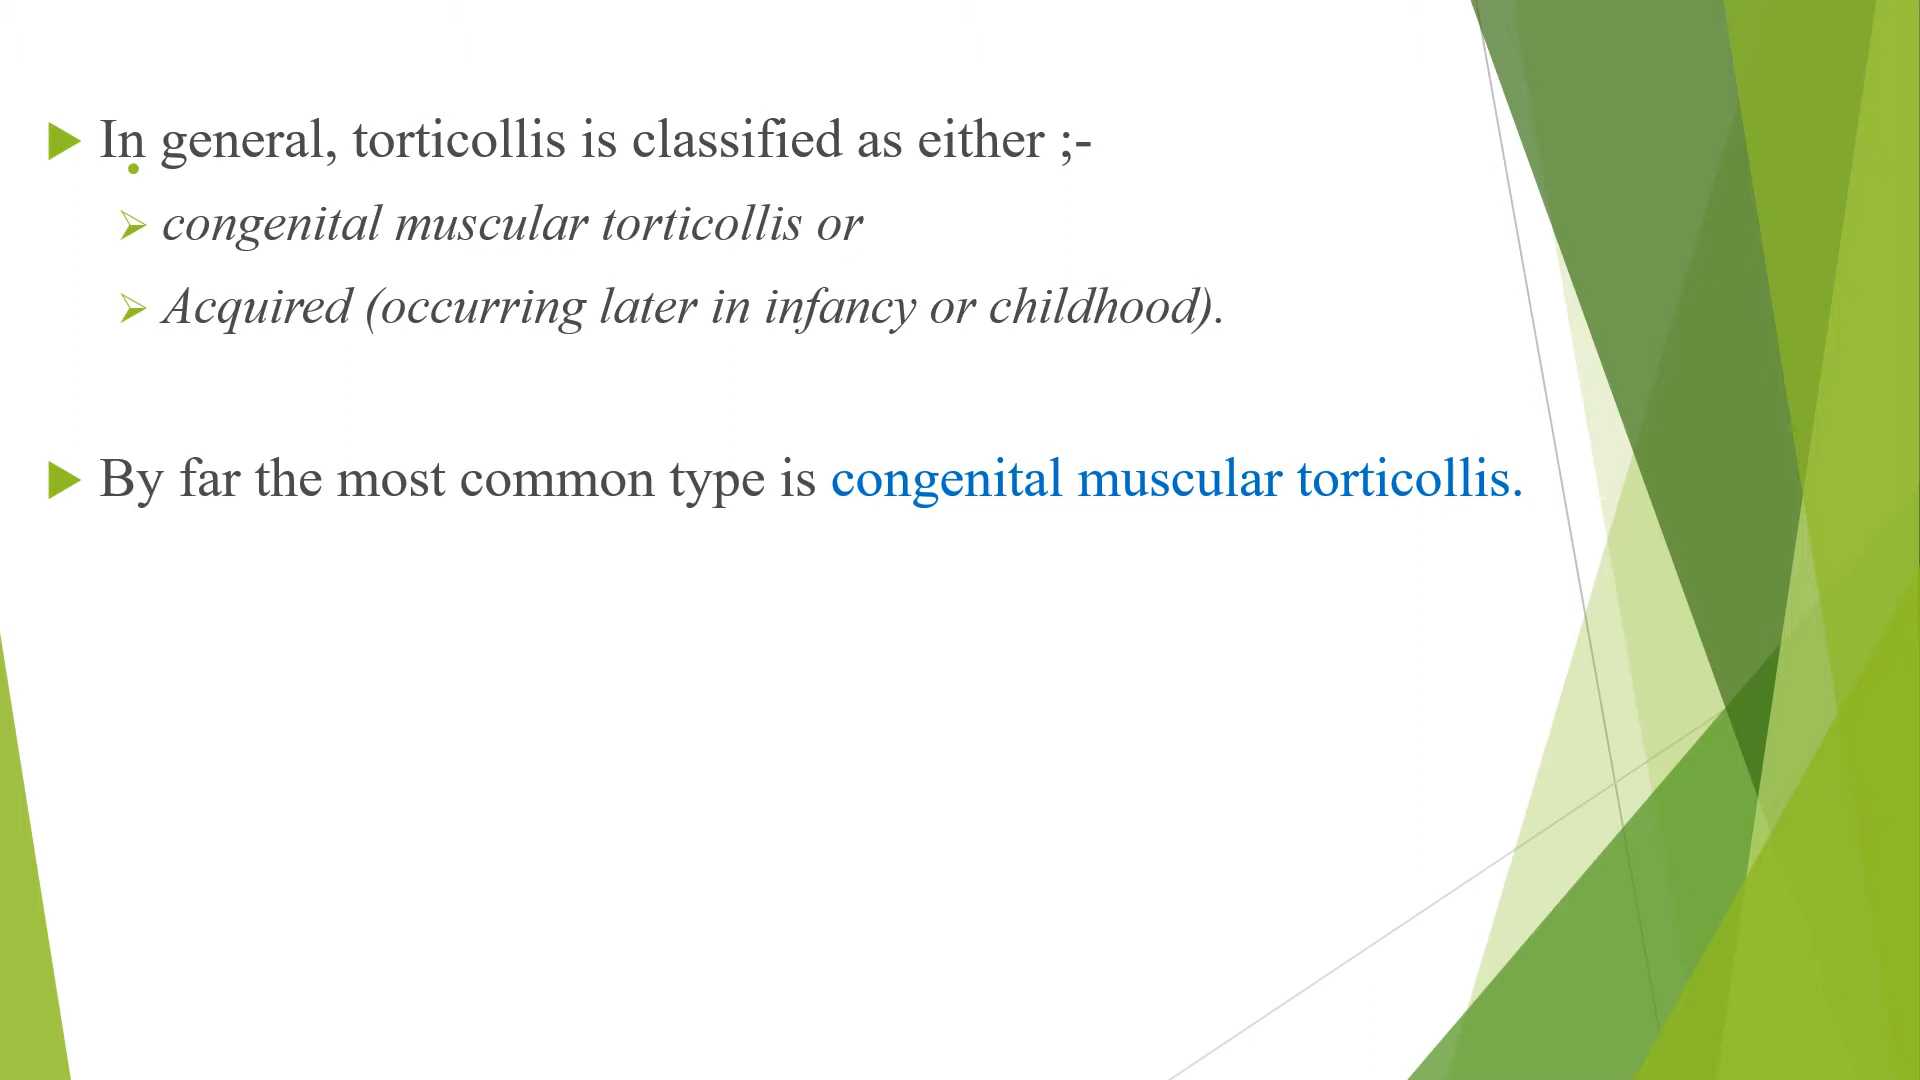 In general, torticollis is classified as either ;-
congenital muscular torticollis or
Acquired (occurring later in infancy or childhood).
By far the most common type is congenital muscular torticollis.